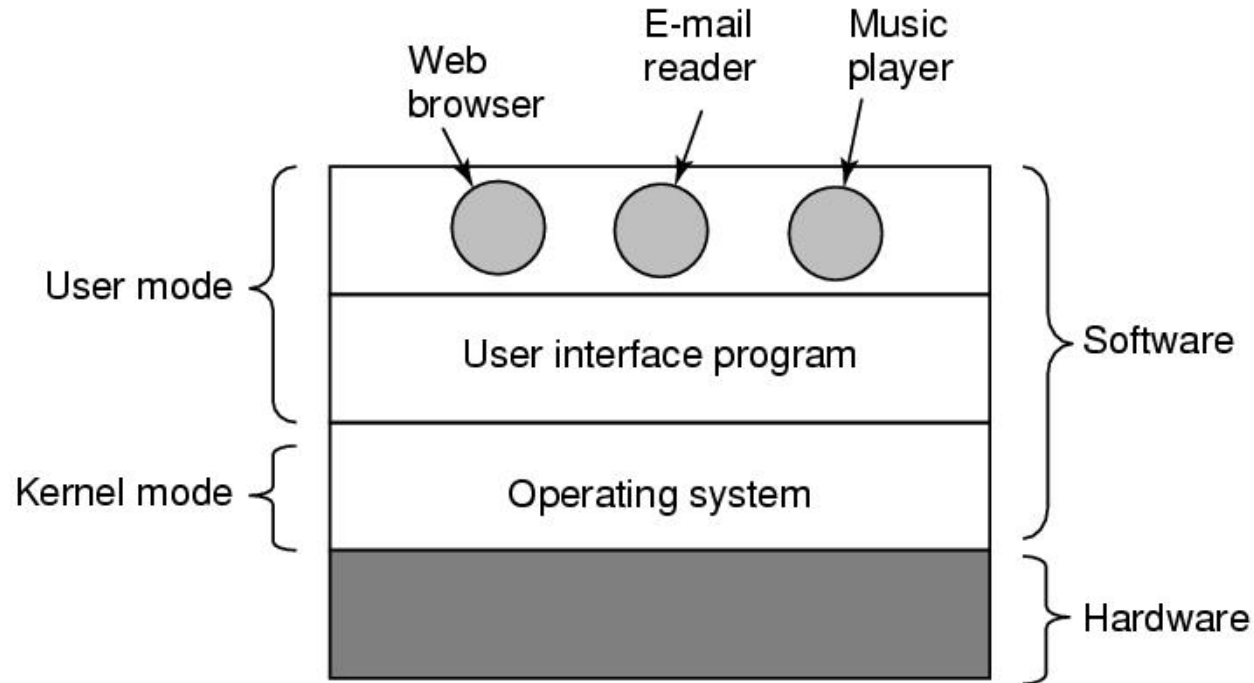 Web
browser
E-mail
reader
Music
player
User mode
User interface program
Software
Kernel mode
Operating system
Hardware